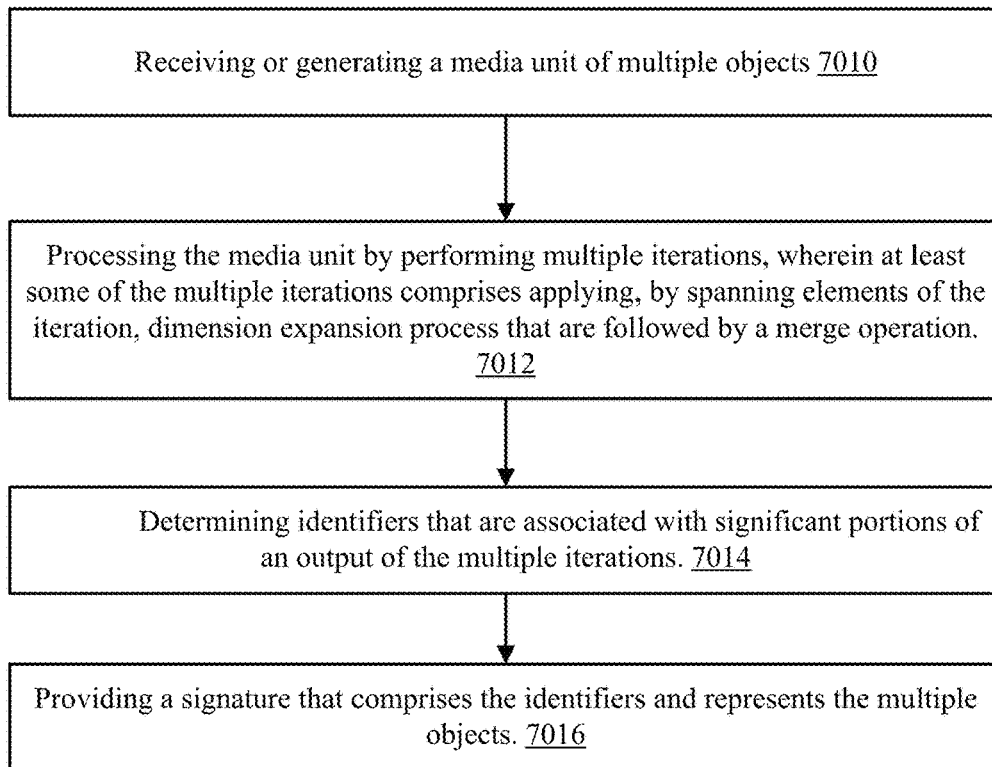 Receiving or generating a media unit of multiple objects 7010
Processing the media unit by performing multiple iterations, wherein at least
some of the multiple iterations comprises applying, by spanning elements of the
iteration, dimension expansion process that are followed by a merge operation.
7012
Determining identifiers that are associated with significant portions of
an output of the multiple iterations. 7014
Providing a signature that comprises the identifiers and represents the multiple
objects. 7016